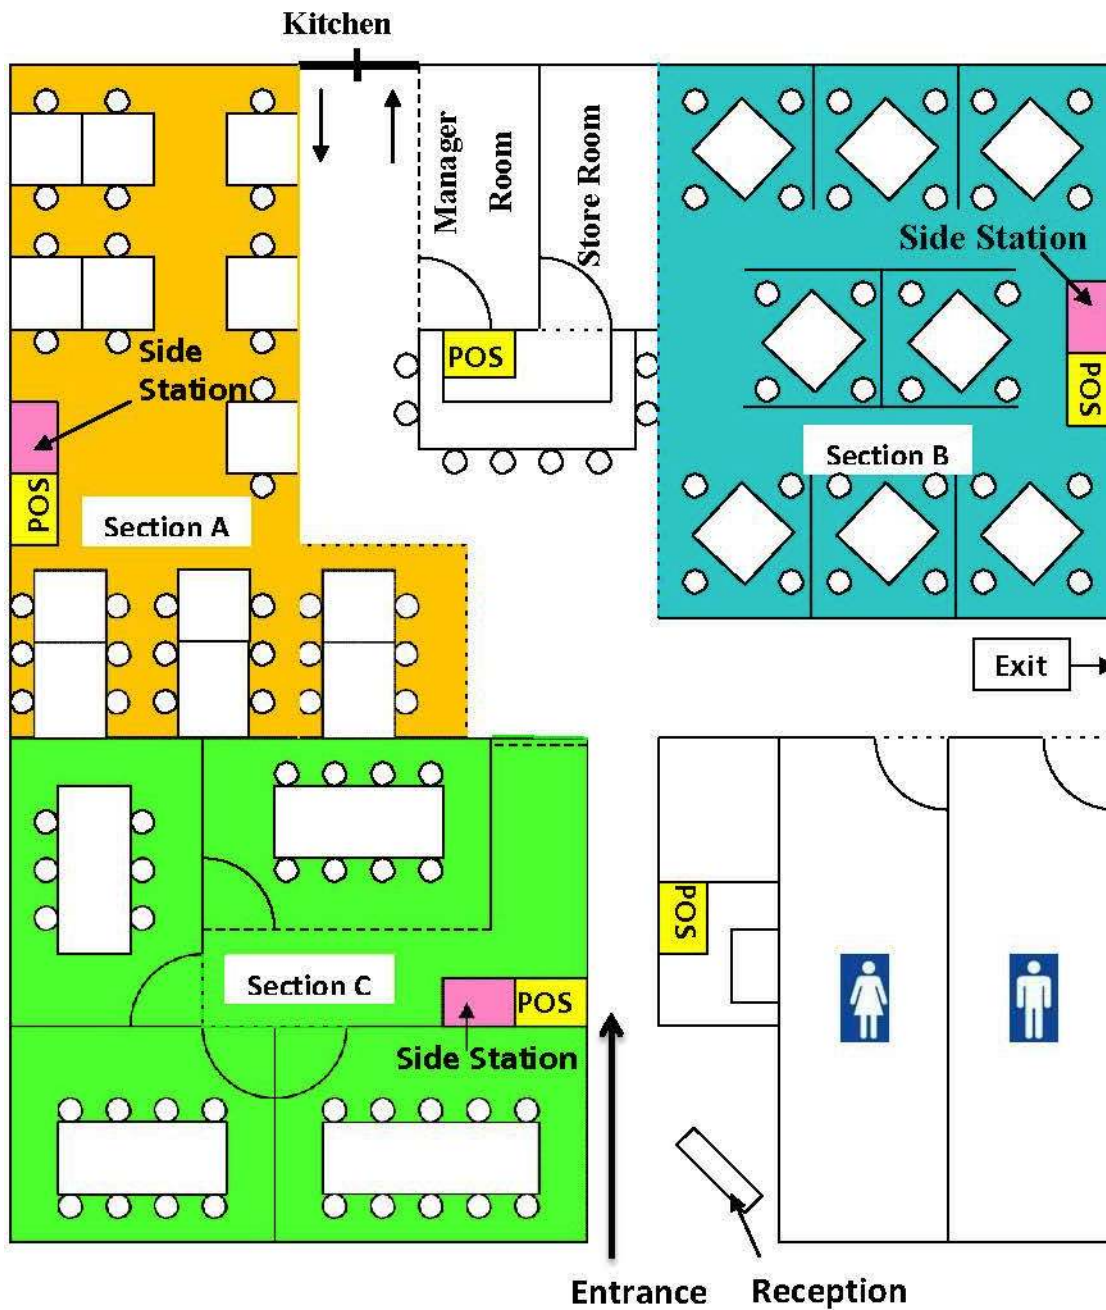 Kitchen
Manager
Room
Store Room
Side Station
POS
Side
Station
POS
POS
Section B
Section A
Exit
POS
Section C
POS
Side Station
Entrance
Reception